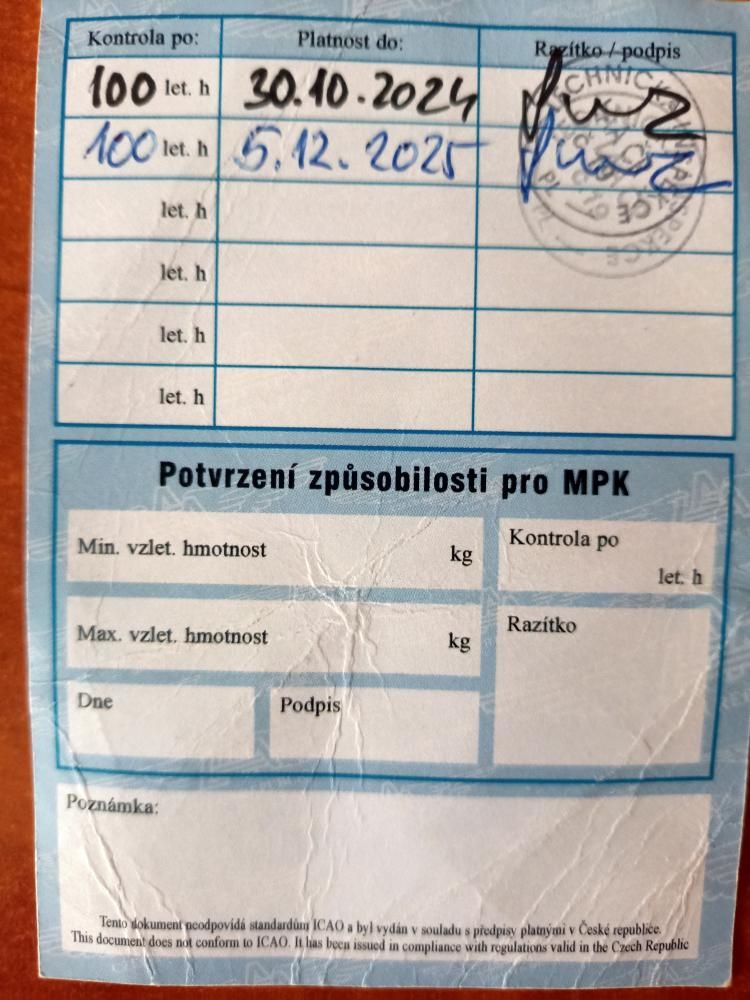 Kontrola po: Platnost do: Razítko / podpis
100 let. h 30.10.2024
100 let. h 5.12.2025
let. h
let. h
let. h
let. h
Potvrzení způsobilosti pro MPK
Min. vzlet. hmotnost kg Kontrola po
let. h
Max. vzlet. hmotnost kg Razítko
Dne Podpis
Poznámka:
Tento dokument neodpovídá standardům ICAO a byl vydán v souladu s předpisy platnými v České republice.
This document does not conform to ICAO. It has been issued in compliance with regulations valid in the Czech Republic